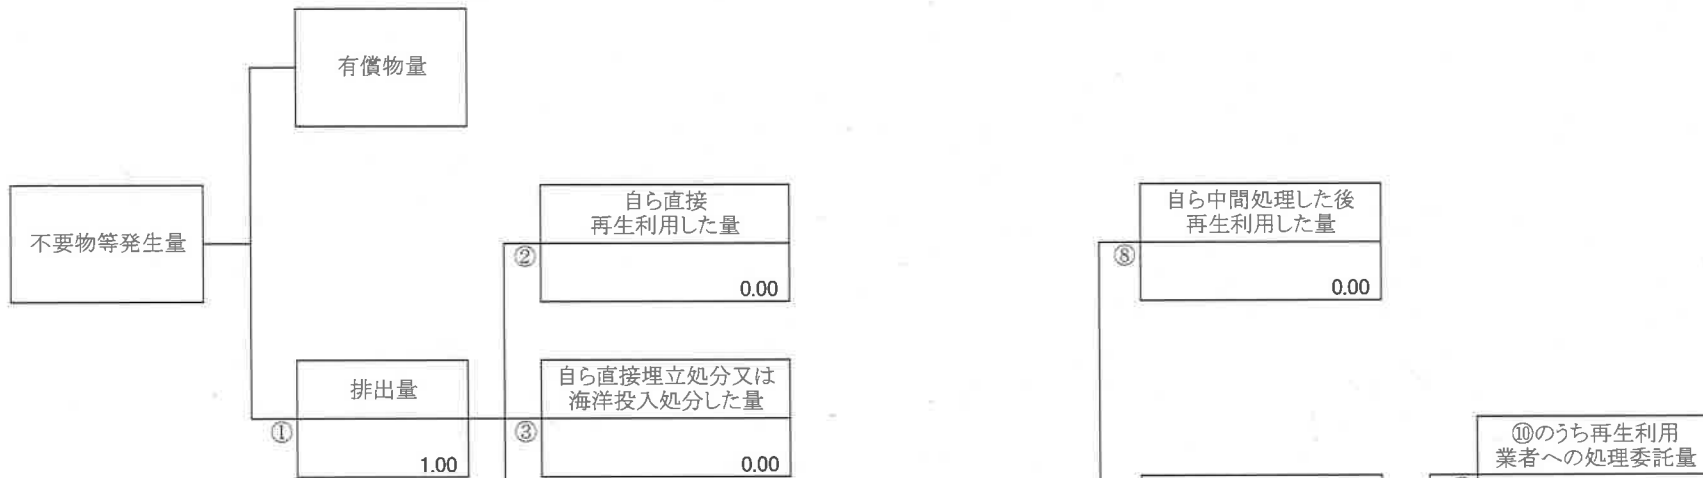 有償物量
不要物等発生量
自ら直接
再生利用した量
②
0.00
自ら中間処理した後
再生利用した量
⑧
0.00
排出量
①
1.00
自ら直接埋立処分又は
海洋投入処分した量
③
0.00
⑩のうち再生利用
業者への処理委託量